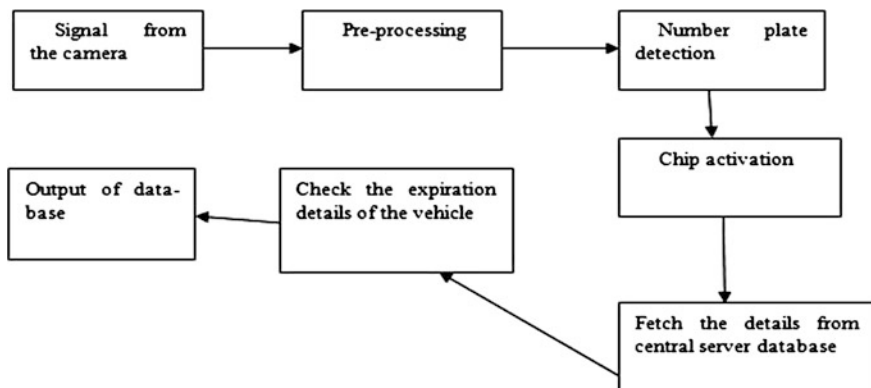 Signal from
the camera
Pre-processing
Number plate
detection
Chip activation
Fetch the details from
central server database
Check the expiration
details of the vehicle
Output of data-
base